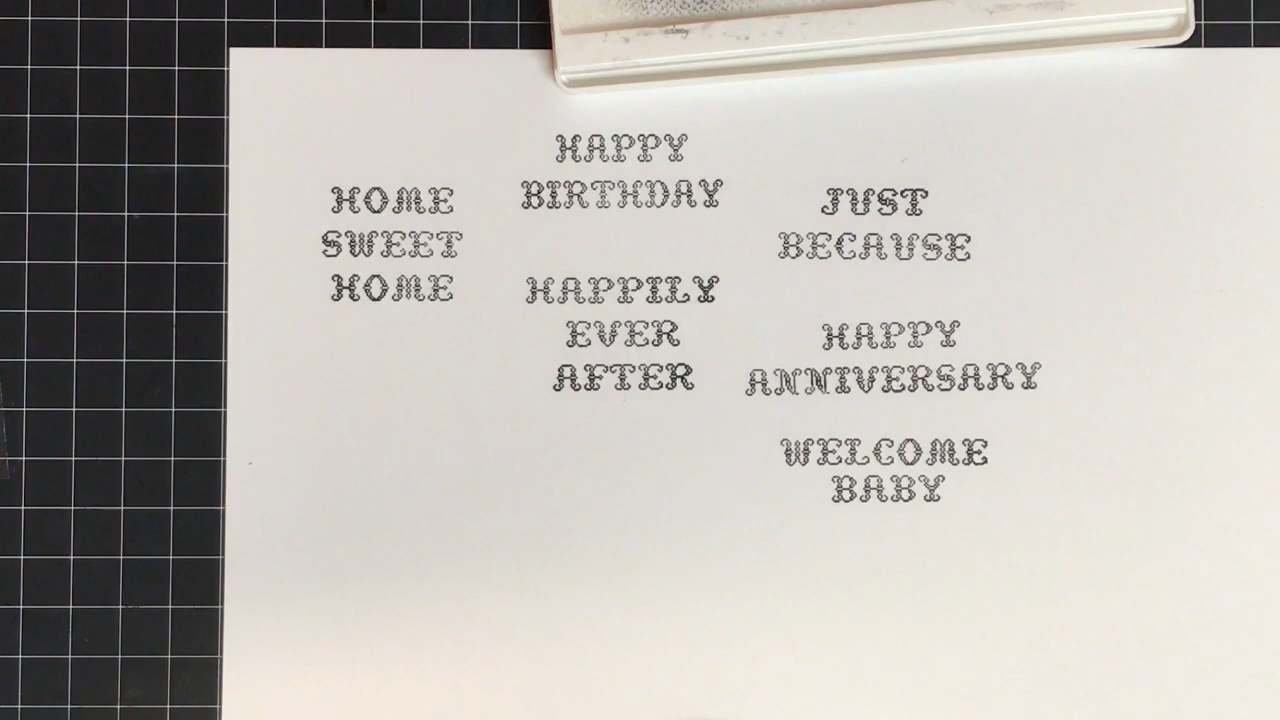 HOME
SWEET
HOME
HAPPY
BIRTHDAY
HAPPILY
EVER
AFTER
JUST
BECAUSE
HAPPY
ANNIVERSARY
WELCOME
BABY